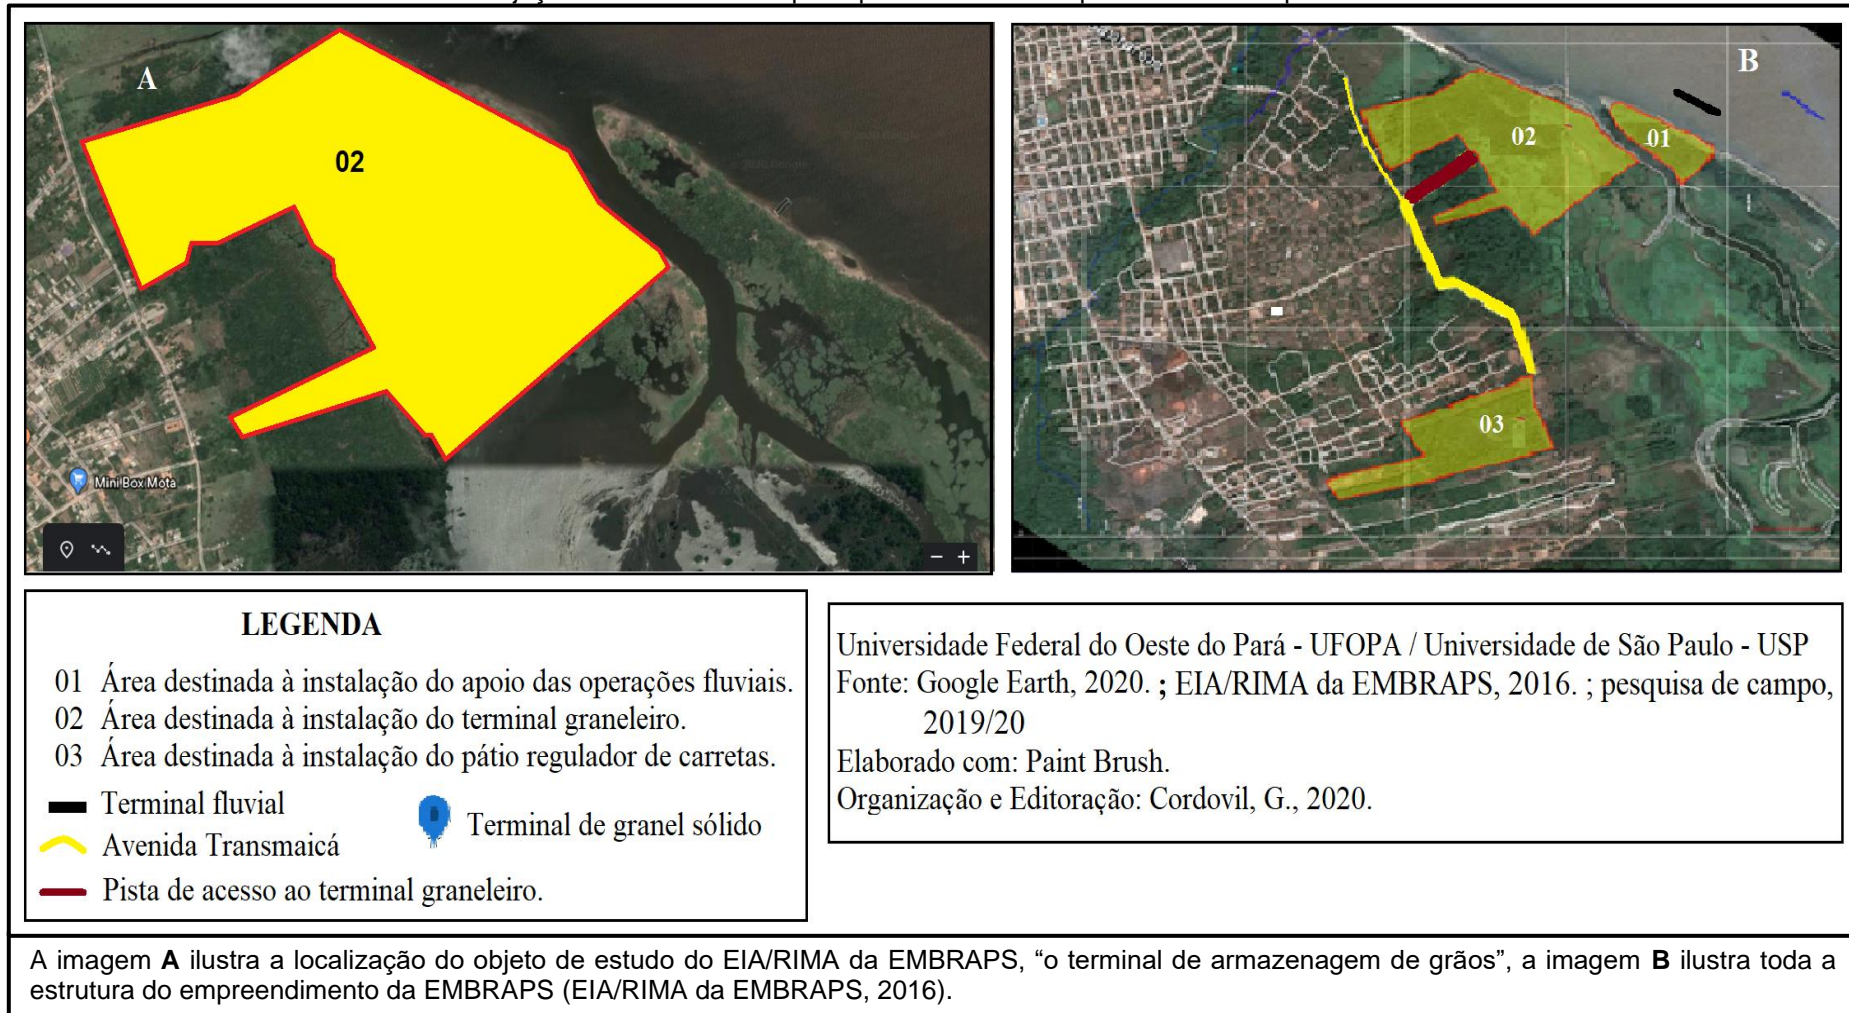 A
02
Mini Box Mota
B
02
01
03
LEGENDA
01 Área destinada à instalação do apoio das operações fluviais.
02 Área destinada à instalação do terminal graneleiro.
03 Área destinada à instalação do pátio regulador de carretas.
Terminal fluvial
Avenida Transmaicá
Terminal de granel sólido
Pista de acesso ao terminal graneleiro.
Universidade Federal do Oeste do Pará - UFOPA / Universidade de São Paulo - USP
Fonte: Google Earth, 2020. ; EIA/RIMA da EMBRAPS, 2016. ; pesquisa de campo,
2019/20
Elaborado com: Paint Brush.
Organização e Editoração: Cordovil, G., 2020.
A imagem A ilustra a localização do objeto de estudo do EIA/RIMA da EMBRAPS, “o terminal de armazenagem de grãos”, a imagem B ilustra toda a
estrutura do empreendimento da EMBRAPS (EIA/RIMA da EMBRAPS, 2016).